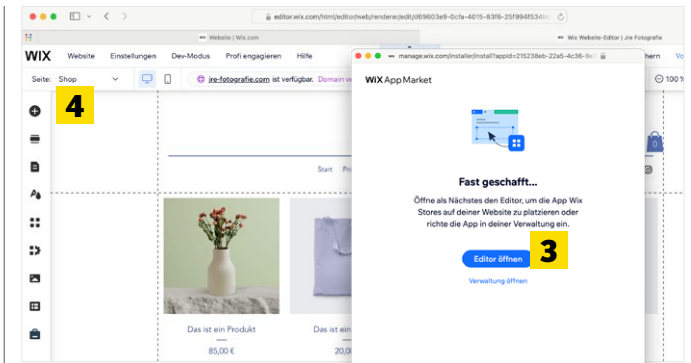 editor.wix.com/html/editor/web/renderer/edit/d69603e9-0cfa-4015-83f6-25f994f534b
Website | Wix.com
Wix Website-Editor | Jre Fotografie
WIX Website Einstellungen Dev-Modus Profi engagieren Hilfe
manage.wix.com/installer/install?appId=215238eb-22a5-4c36-9e
hern Vo
Seite: Shop
jre-fotografie.com ist verfügbar. Domain ve
100 %
WiX App Market
4
0
Start
Fast geschafft...
Öffne als Nächstes den Editor, um die App Wix
Stores auf deiner Website zu platzieren oder
richte die App in deiner Verwaltung ein.
Editor öffnen
3
Verwaltung öffnen
Das ist ein Produkt
Das ist ein
85,00 €
20,0